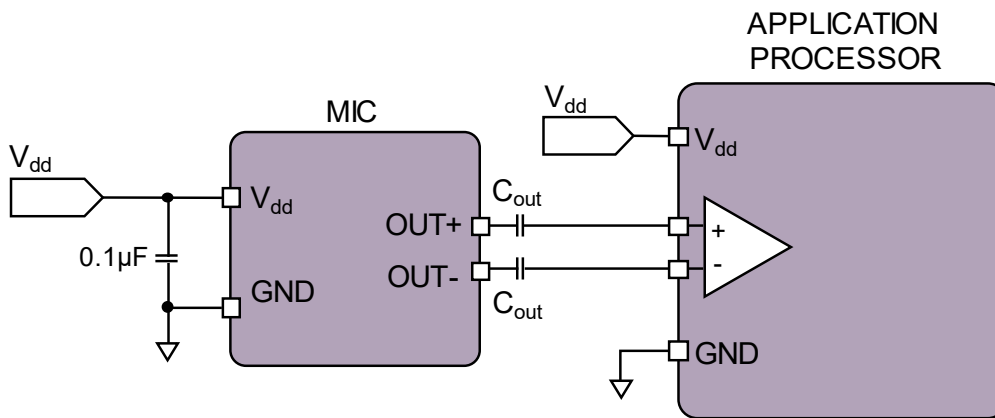 APPLICATION
PROCESSOR
MIC
Vdd
Vdd
Vdd
Vdd
Cout
OUT+
+
0.1µF
OUT-
-
GND
Cout
GND